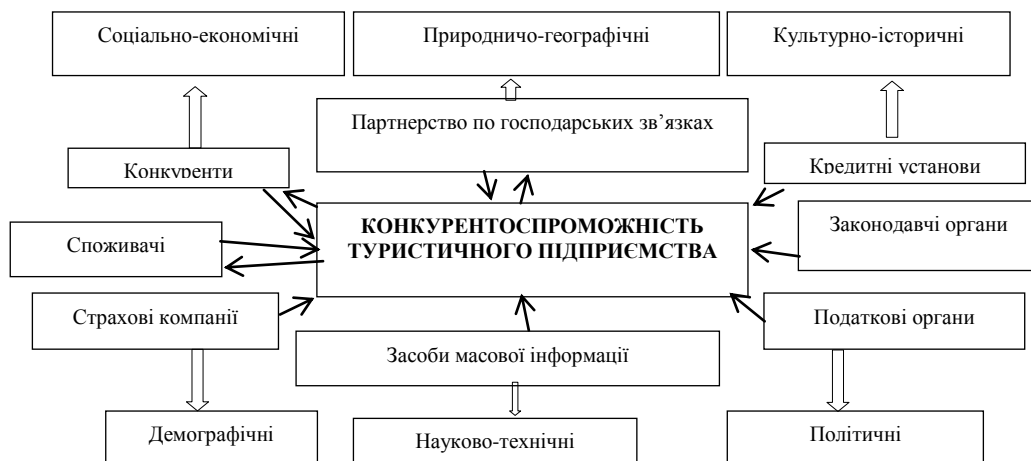 Соціально-економічні
Природничо-географічні
Культурно-історичні
Партнерство по господарських зв’язках
Конкуренти
Кредитні установи
КОНКУРЕНТОСПРОМОЖНІСТЬ
ТУРИСТИЧНОГО ПІДПРИЄМСТВА
Законодавчі органи
Споживачі
Страхові компанії
Податкові органи
Засоби масової інформації
Демографічні
Науково-технічні
Політичні